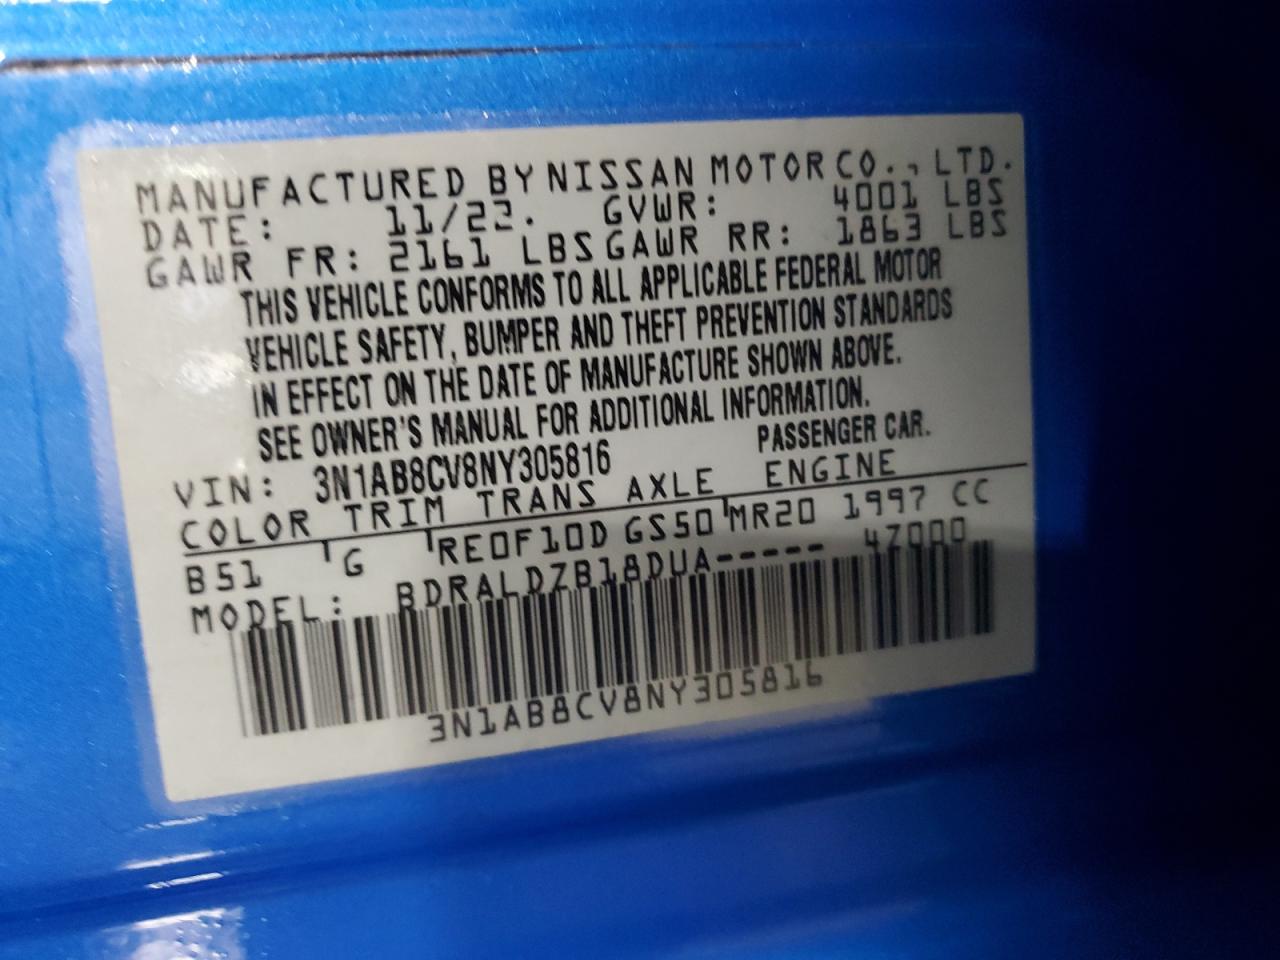 MANUFACTURED BY NISSAN MOTOR CO., LTD.
DATE: 11/22. GVWR: 4001 LBS
GAWR FR: 2161 LBS GAWR RR: 1863 LBS
THIS VEHICLE CONFORMS TO ALL APPLICABLE FEDERAL MOTOR
VEHICLE SAFETY, BUMPER AND THEFT PREVENTION STANDARDS
IN EFFECT ON THE DATE OF MANUFACTURE SHOWN ABOVE.
SEE OWNER'S MANUAL FOR ADDITIONAL INFORMATION.
VIN: 3N1AB8CV8NY305816 PASSENGER CAR.
COLOR TRIM TRANS AXLE ENGINE
B51 G RE0F10D GS50 MR20 1997 CC
MODEL: BDRALDZB18DUA----- 47000
3N1AB8CV8NY305816